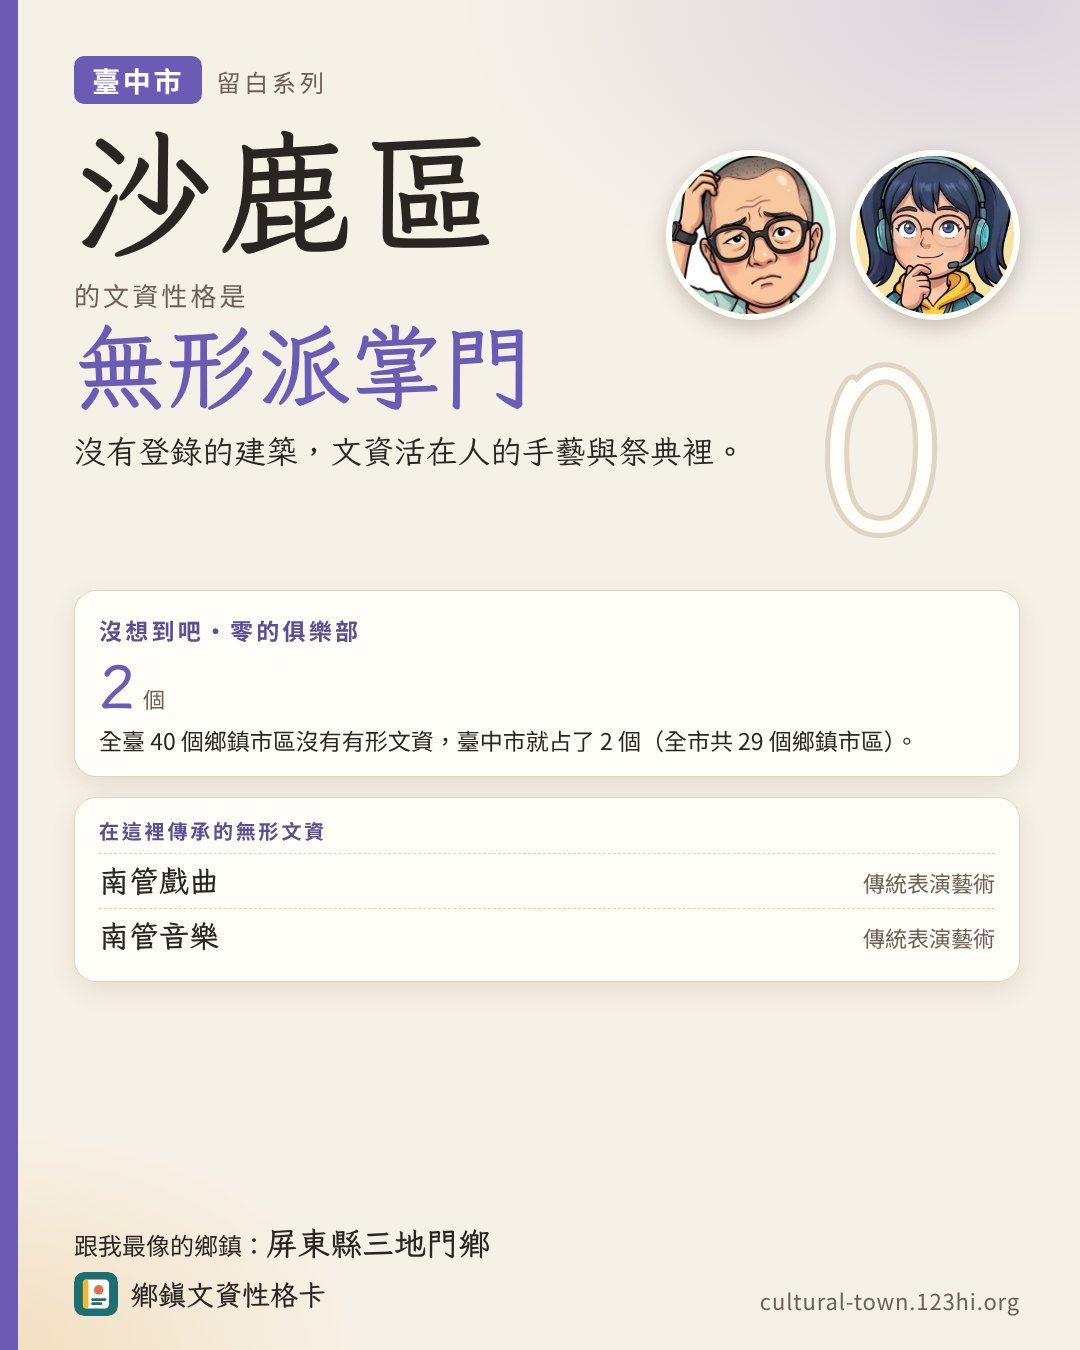 臺中市 留白系列
沙鹿區
的文資性格是
無形派掌門
沒有登錄的建築，文資活在人的手藝與祭典裡。
0
沒想到吧・零的俱樂部
2 個
全臺 40 個鄉鎮市區沒有有形文資，臺中市就占了 2 個（全市共 29 個鄉鎮市區）。
在這裡傳承的無形文資
南管戲曲 傳統表演藝術
南管音樂 傳統表演藝術
跟我最像的鄉鎮：屏東縣三地門鄉
鄉鎮文資性格卡
cultural-town.123hi.org